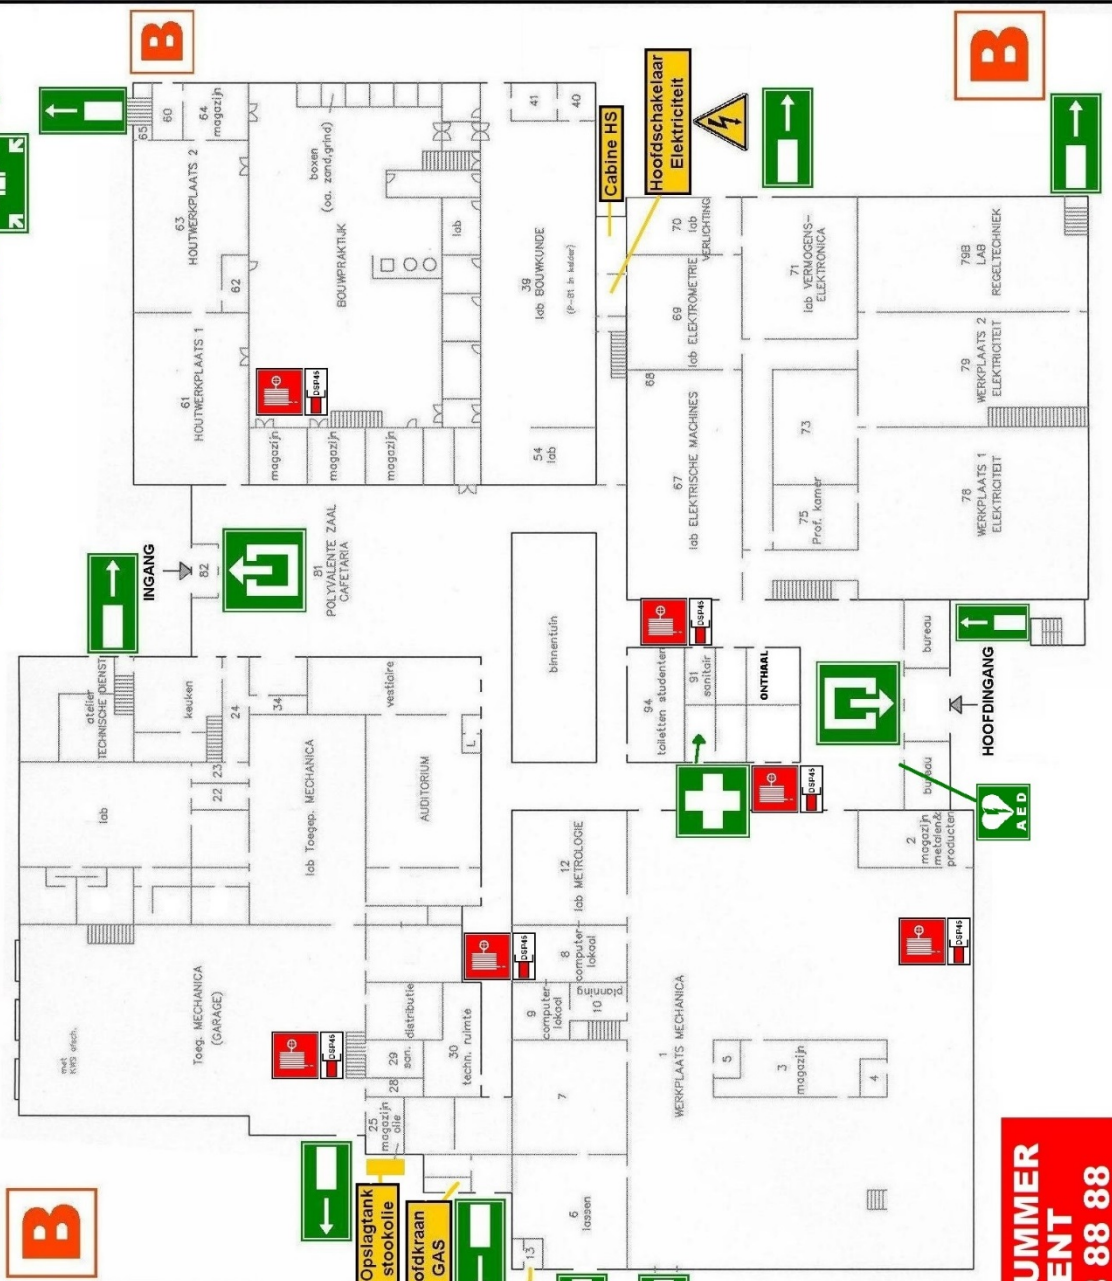 B
B
B
65
60
64
magazijn
63
HOUTWERKPLAATS 2
62
61
HOUTWERKPLAATS 1
boxen
(oa. zand,grind)
BOUWPRAKTIJK
lab
DSP45
magazijn
magazijn
magazijn
41
40
39
lab BOUWKUNDE
(P-B1 in kelder)
54
lab
Cabine HS
Hoofdschakelaar
Elektriciteit
70
lab
VERLICHTING
69
lab ELEKTROMETRIE
68
67
lab ELEKTRISCHE MACHINES
71
lab VERMOGENS-
ELEKTRONICA
73
75
Prof. kamer
79B
LAB
REGELTECHNIEK
79
WERKPLAATS 2
ELEKTRICITEIT
78
WERKPLAATS 1
ELEKTRICITEIT
INGANG
82
81
POLYVALENTE ZAAL
CAFETARIA
binnentuin
DSP45
94
toiletten studenten
91
sanitair
ONTHAAL
bureau
bureau
HOOFDINGANG
AED
DSP45
atelier
TECHNISCHE DIENST
keuken
24
34
23
22
vestiaire
L
lab
lab Toegep. MECHANICA
AUDITORIUM
met
KWS afsch.
Toeg. MECHANICA
(GARAGE)
DSP45
29
san.
distributie
28
30
techn. ruimte
25
magazijn
olie
DSP45
12
lab METROLOGIE
8
computer-
lokaal
9
computer-
lokaal
10
planning
7
6
lassen
13
1
WERKPLAATS MECHANICA
5
3
magazijn
4
2
magazijn
metalen&
producten
DSP45
Opslagtank
stookolie
ofdkraan
GAS
UMMER
ENT
88 88